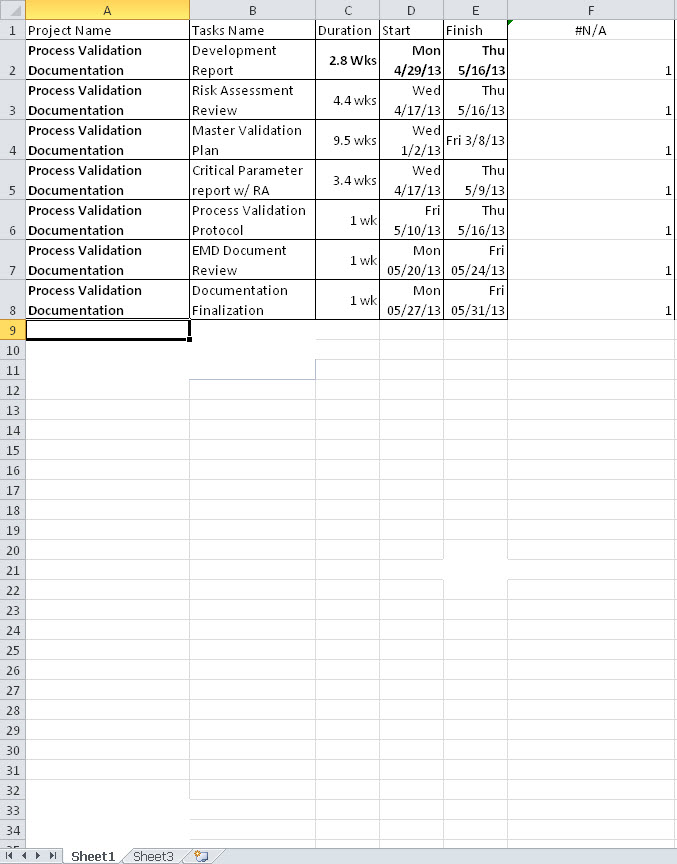 A B C D E F
1 Project Name Tasks Name Duration Start Finish #N/A
Process Validation Development Mon Thu
2 Documentation Report 2.8 Wks 4/29/13 5/16/13 1
Process Validation Risk Assessment Wed Thu
3 Documentation Review 4.4 wks 4/17/13 5/16/13 1
Process Validation Master Validation Wed
4 Documentation Plan 9.5 wks 1/2/13 Fri 3/8/13 1
Process Validation Critical Parameter Wed Thu
5 Documentation report w/ RA 3.4 wks 4/17/13 5/9/13 1
Process Validation Process Validation Fri Thu
6 Documentation Protocol 1 wk 5/10/13 5/16/13 1
Process Validation EMD Document Mon Fri
7 Documentation Review 1 wk 05/20/13 05/24/13 1
Process Validation Documentation Mon Fri
8 Documentation Finalization 1 wk 05/27/13 05/31/13 1
9
10
11
12
13
14
15
16
17
18
19
20
21
22
23
24
25
26
27
28
29
30
31
32
33
34
Sheet1 Sheet3